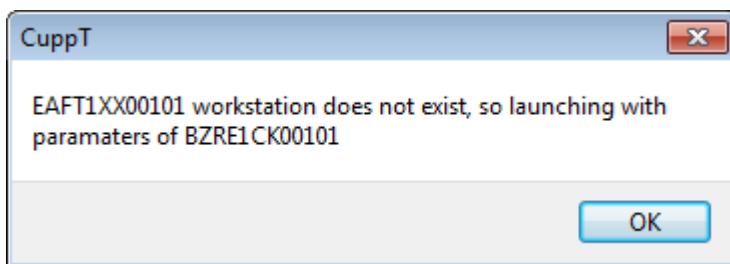 CuppT
EAFT1XX00101 workstation does not exist, so launching with
paramaters of BZRE1CK00101
OK